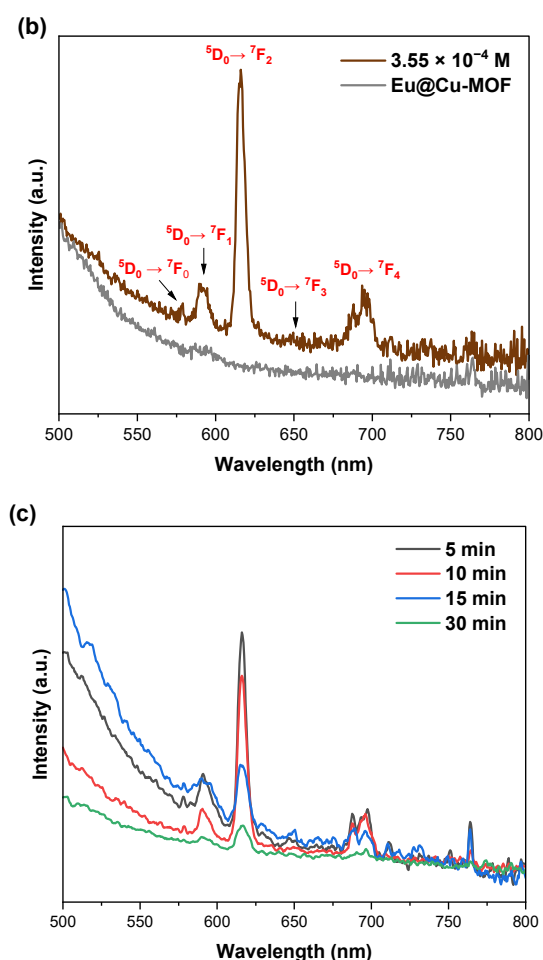 (b)
⁵D₀→ ⁷F₂
3.55 × 10⁻⁴ M
Eu@Cu-MOF
⁵D₀→ ⁷F₁
⁵D₀→ ⁷F₀
⁵D₀→ ⁷F₃
⁵D₀→ ⁷F₄
Intensity (a.u.)
500 550 600 650 700 750 800
Wavelength (nm)
(c)
5 min
10 min
15 min
30 min
Intensity (a.u.)
500 550 600 650 700 750 800
Wavelength (nm)